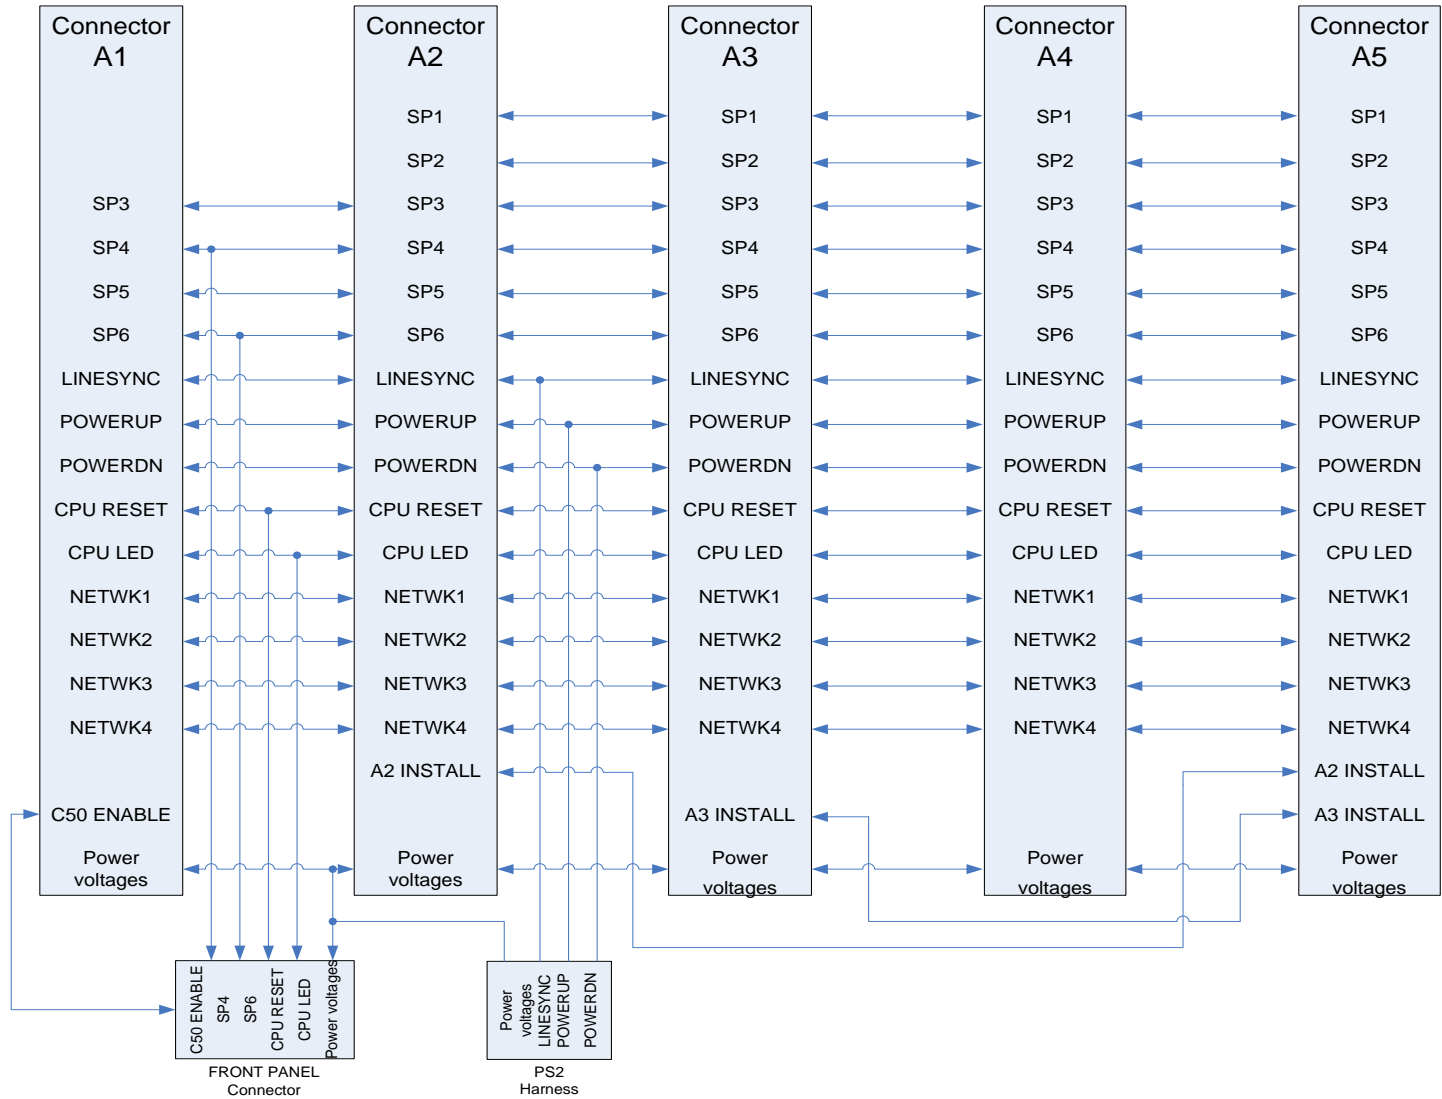 Connector
A1
SP3
SP4
SP5
SP6
LINESYNC
POWERUP
POWERDN
CPU RESET
CPU LED
NETWK1
NETWK2
NETWK3
NETWK4
C50 ENABLE
Power
voltages
Connector
A2
SP1
SP2
SP3
SP4
SP5
SP6
LINESYNC
POWERUP
POWERDN
CPU RESET
CPU LED
NETWK1
NETWK2
NETWK3
NETWK4
A2 INSTALL
Power
voltages
Connector
A3
SP1
SP2
SP3
SP4
SP5
SP6
LINESYNC
POWERUP
POWERDN
CPU RESET
CPU LED
NETWK1
NETWK2
NETWK3
NETWK4
A3 INSTALL
Power
voltages
Connector
A4
SP1
SP2
SP3
SP4
SP5
SP6
LINESYNC
POWERUP
POWERDN
CPU RESET
CPU LED
NETWK1
NETWK2
NETWK3
NETWK4
Power
voltages
Connector
A5
SP1
SP2
SP3
SP4
SP5
SP6
LINESYNC
POWERUP
POWERDN
CPU RESET
CPU LED
NETWK1
NETWK2
NETWK3
NETWK4
A2 INSTALL
A3 INSTALL
Power
voltages
C50 ENABLE
SP4
SP6
CPU RESET
CPU LED
Power voltages
FRONT PANEL
Connector
Power
voltages
LINESYNC
POWERUP
POWERDN
PS2
Harness